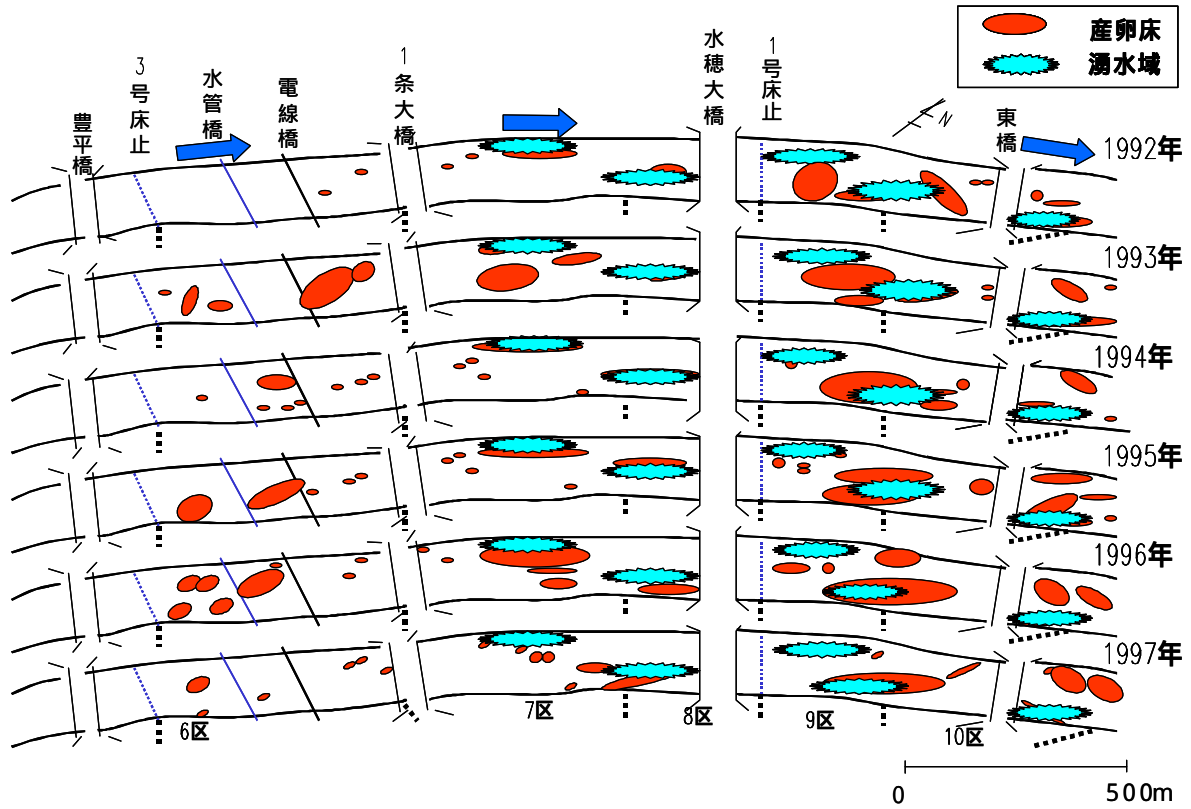 産卵床
湧水域
豊平橋
3号床止
水管橋
電線橋
1条大橋
水穂大橋
1号床止
N
東橋
1992年
1993年
1994年
1995年
1996年
1997年
6区
7区
8区
9区
10区
0
500m